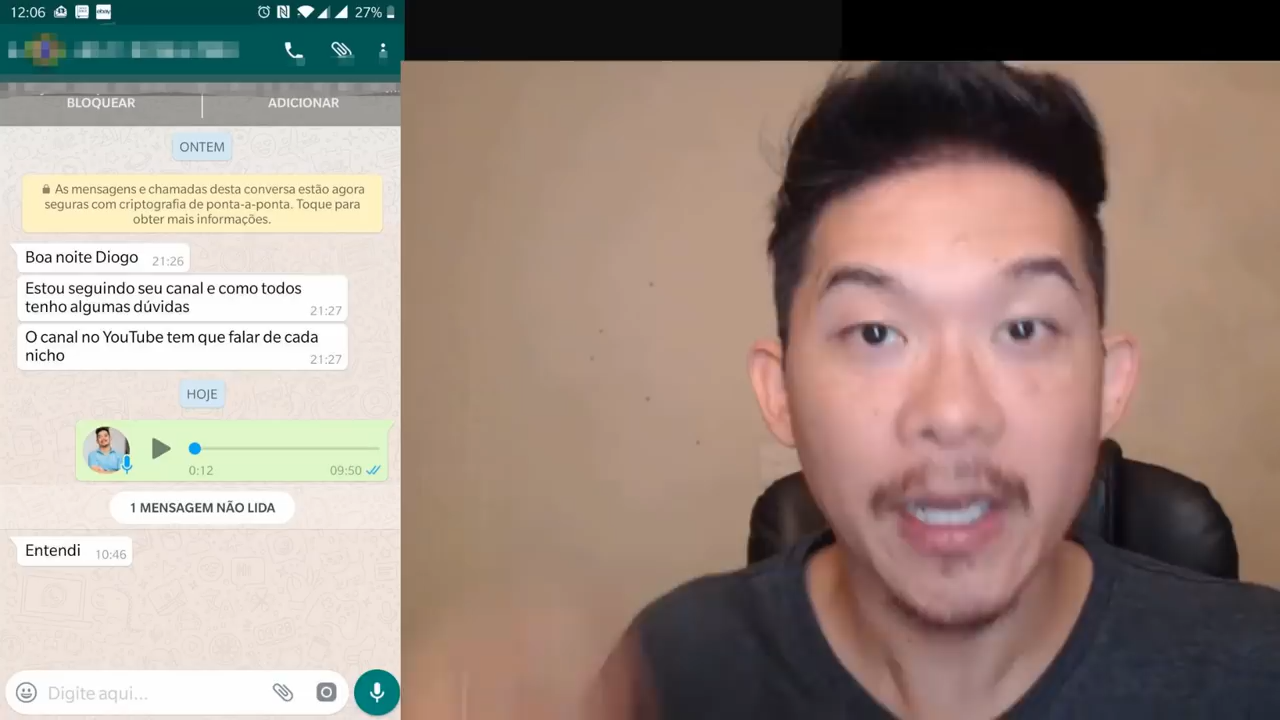 12:06
27%
BLOQUEAR
ADICIONAR
ONTEM
As mensagens e chamadas desta conversa estão agora
seguras com criptografia de ponta-a-ponta. Toque para
obter mais informações.
Boa noite Diogo 21:26
Estou seguindo seu canal e como todos
tenho algumas dúvidas 21:27
O canal no YouTube tem que falar de cada
nicho 21:27
HOJE
0:12 09:50
1 MENSAGEM NÃO LIDA
Entendi 10:46
Digite aqui...